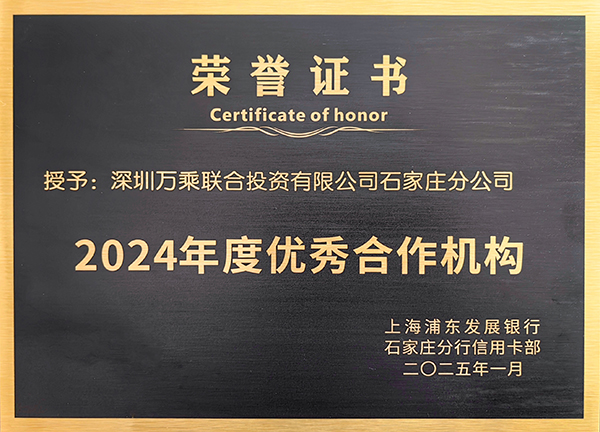 荣誉证书
Certificate of honor
授予：深圳万乘联合投资有限公司石家庄分公司
2024年度优秀合作机构
上海浦东发展银行
石家庄分行信用卡部
二〇二五年一月